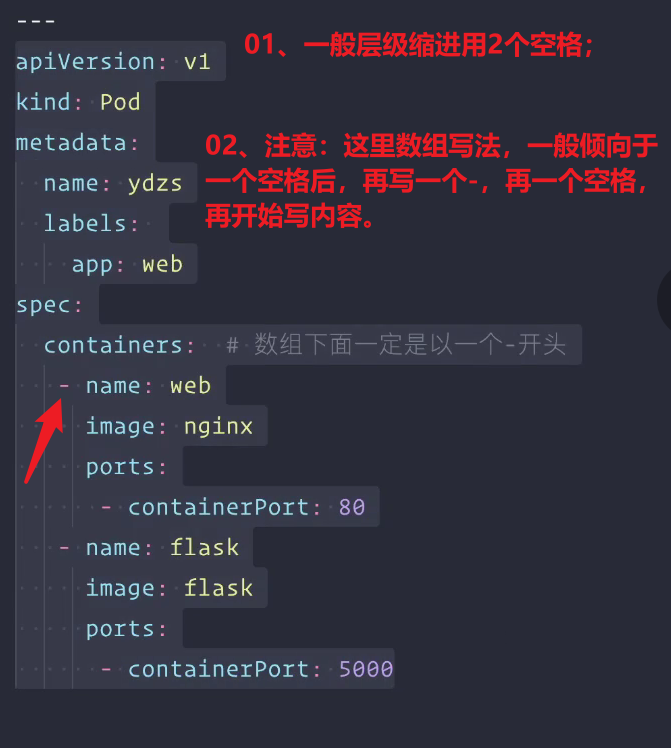 ---
01、一般层级缩进用2个空格；
apiVersion: v1
kind: Pod
metadata:
02、注意：这里数组写法，一般倾向于
一个空格后，再写一个-，再一个空格，
再开始写内容。
  name: ydzs
  labels:
    app: web
spec:
  containers:  # 数组下面一定是以一个-开头
   - name: web
     image: nginx
     ports:
      - containerPort: 80
   - name: flask
     image: flask
     ports:
      - containerPort: 5000